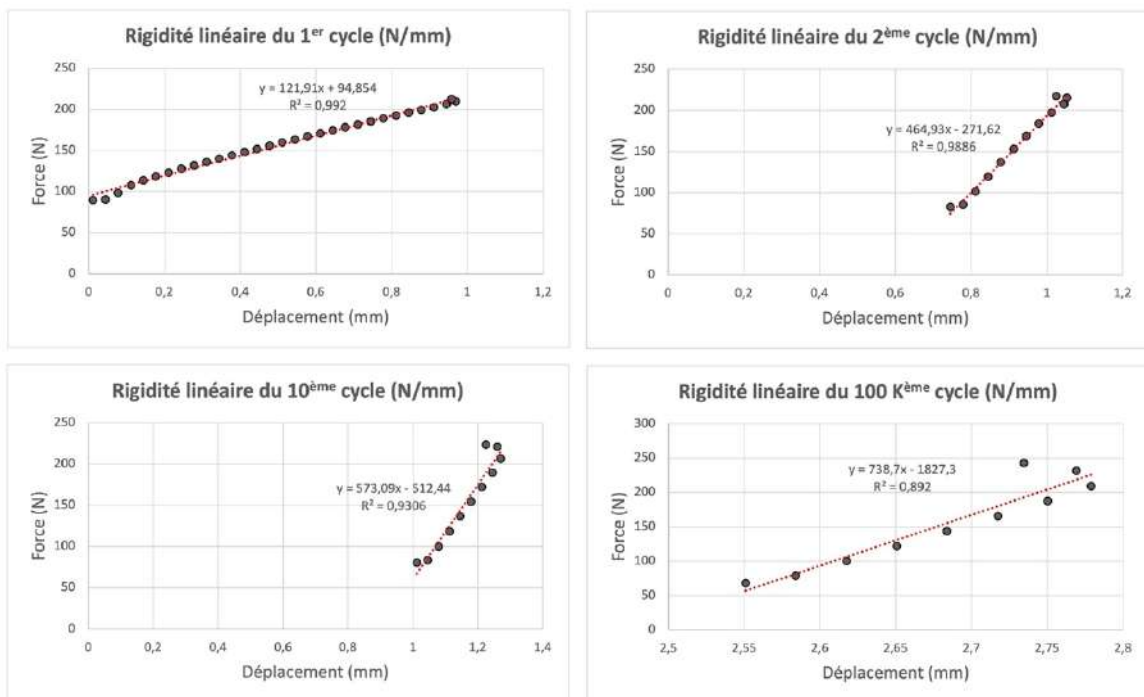 Rigidité linéaire du 1er cycle (N/mm)
250
200
150
100
50
0
0 0,2 0,4 0,6 0,8 1 1,2
Force (N)
Déplacement (mm)
y = 121,91x + 94,854
R² = 0,992
Rigidité linéaire du 2ème cycle (N/mm)
250
200
150
100
50
0
0 0,2 0,4 0,6 0,8 1 1,2
Force (N)
Déplacement (mm)
y = 464,93x - 271,62
R² = 0,9886
Rigidité linéaire du 10ème cycle (N/mm)
250
200
150
100
50
0
0 0,2 0,4 0,6 0,8 1 1,2 1,4
Force (N)
Déplacement (mm)
y = 573,09x - 512,44
R² = 0,9306
Rigidité linéaire du 100 Kème cycle (N/mm)
300
250
200
150
100
50
0
2,5 2,55 2,6 2,65 2,7 2,75 2,8
Force (N)
Déplacement (mm)
y = 738,7x - 1827,3
R² = 0,892